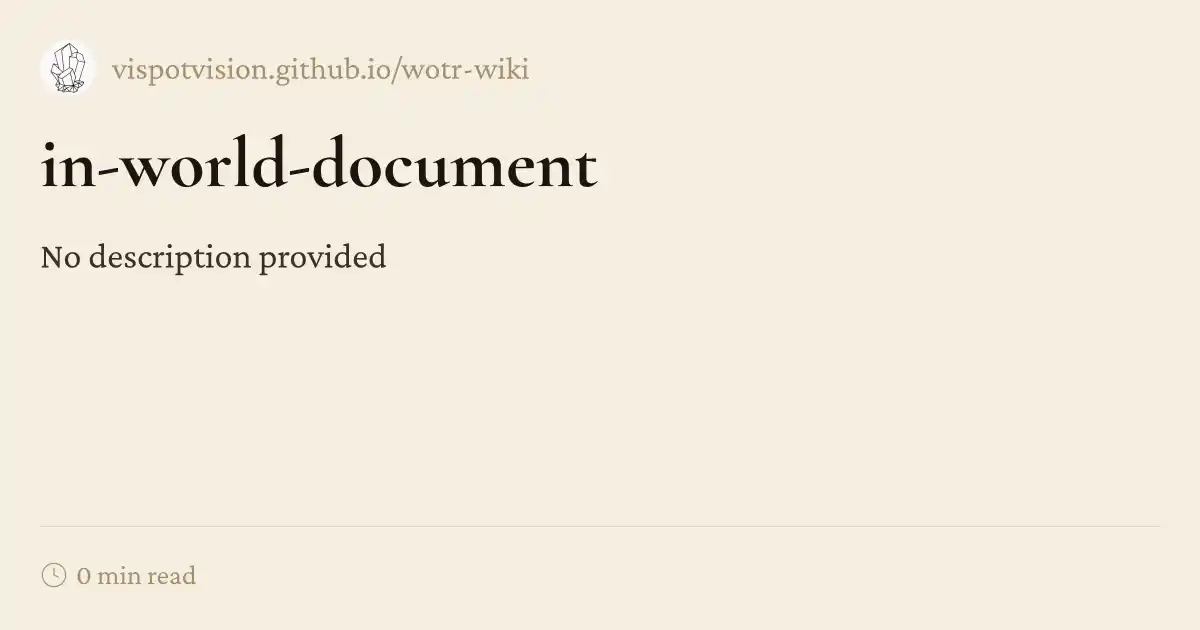 vispotvision.github.io/wotr-wiki
in-world-document
No description provided
0 min read